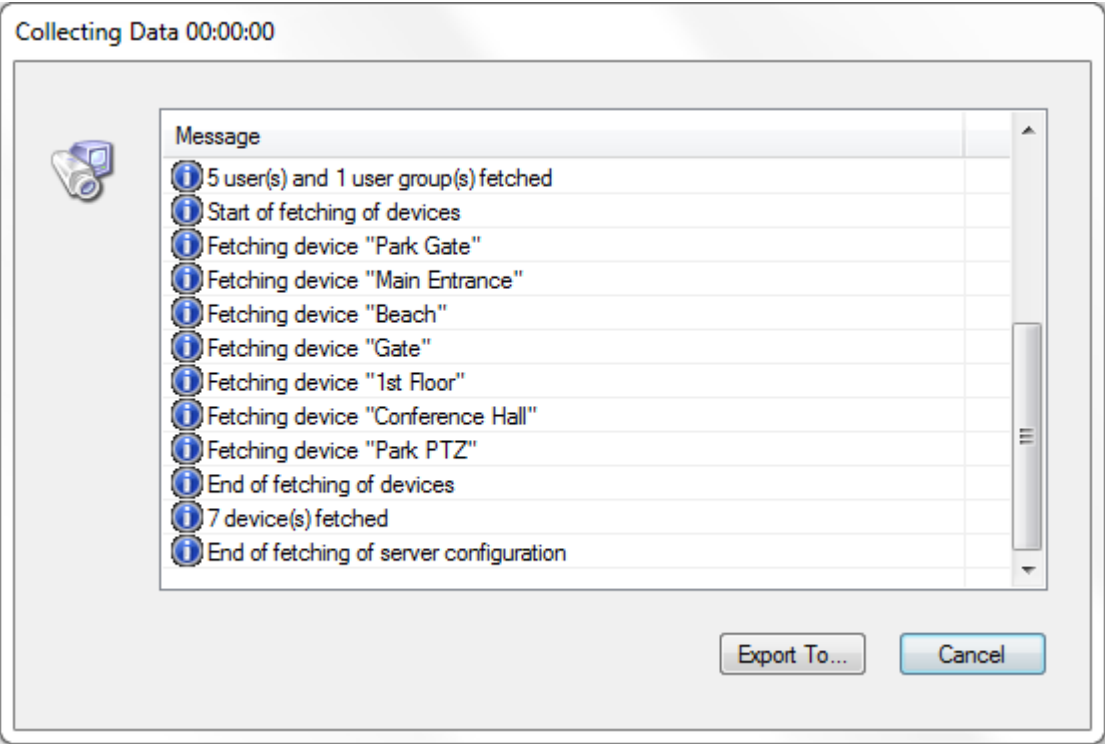 Collecting Data 00:00:00
Message
5 user(s) and 1 user group(s) fetched
Start of fetching of devices
Fetching device "Park Gate"
Fetching device "Main Entrance"
Fetching device "Beach"
Fetching device "Gate"
Fetching device "1st Floor"
Fetching device "Conference Hall"
Fetching device "Park PTZ"
End of fetching of devices
7 device(s) fetched
End of fetching of server configuration
Export To... Cancel